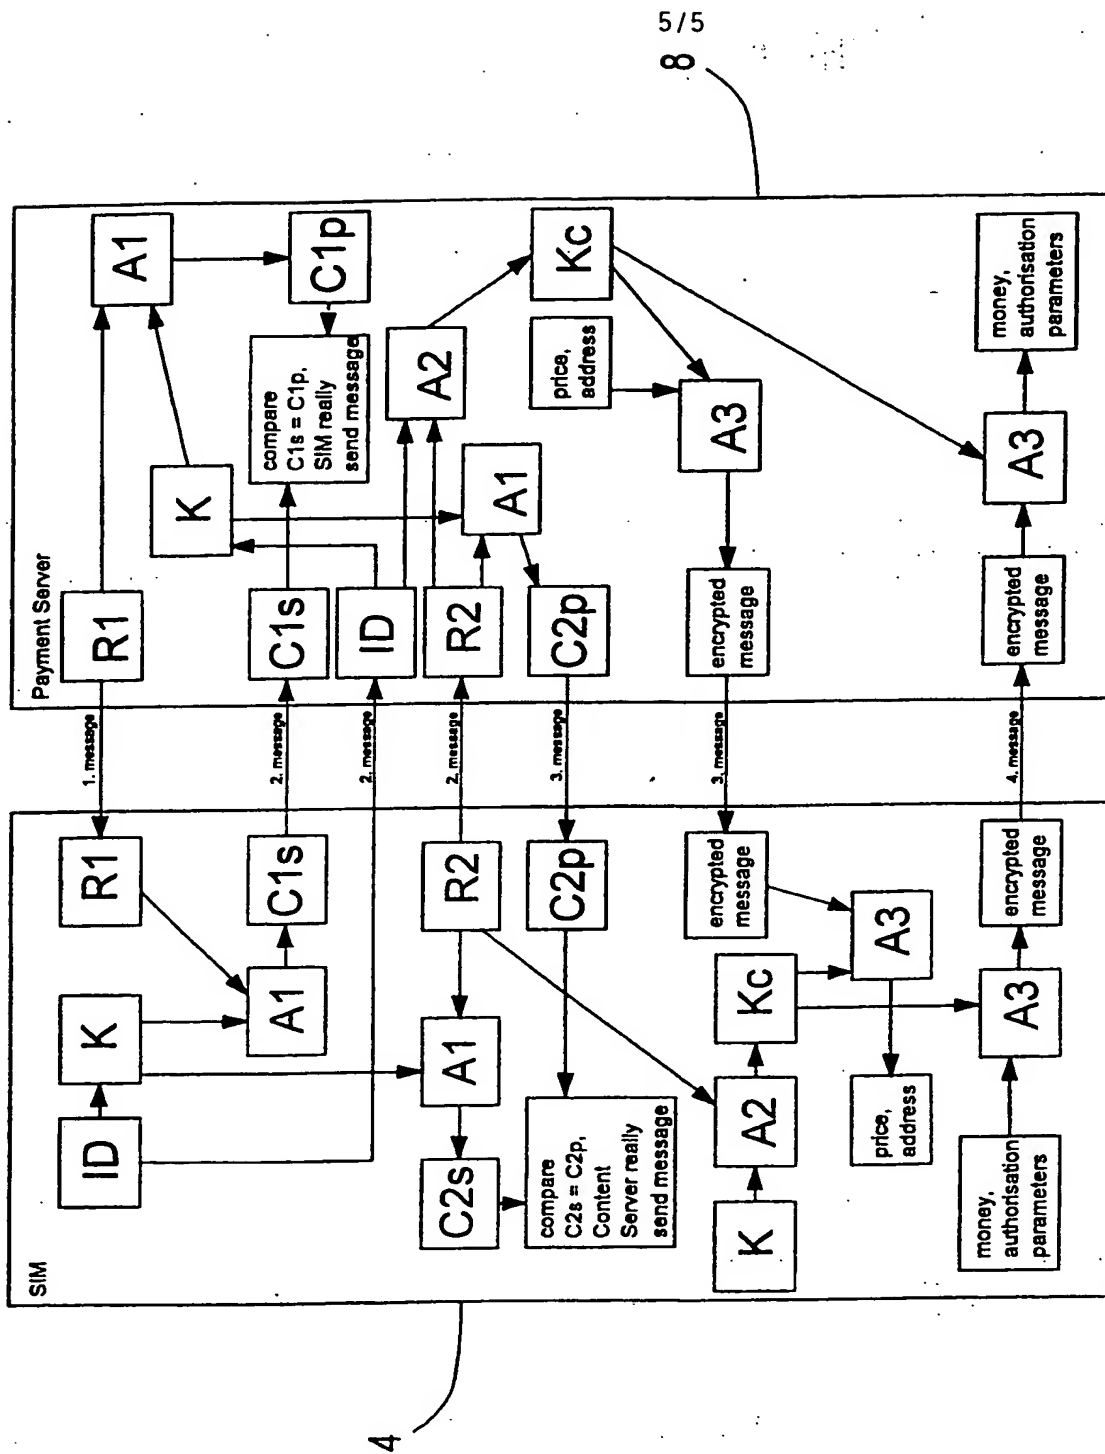 5/5
8
Payment Server
R1
A1
C1p
K
compare
C1s = C1p,
SIM really
send message
C1s
ID
A2
R2
A1
C2p
Kc
price,
address
A3
encrypted
message
encrypted
message
A3
money,
authorisation
parameters
1. message
2. message
2. message
2. message
3. message
3. message
4. message
SIM
ID
K
R1
A1
C1s
R2
A1
C2s
C2p
compare
C2s = C2p,
Content
Server really
send message
K
A2
Kc
encrypted
message
A3
price,
address
money,
authorisation
parameters
A3
encrypted
message
4